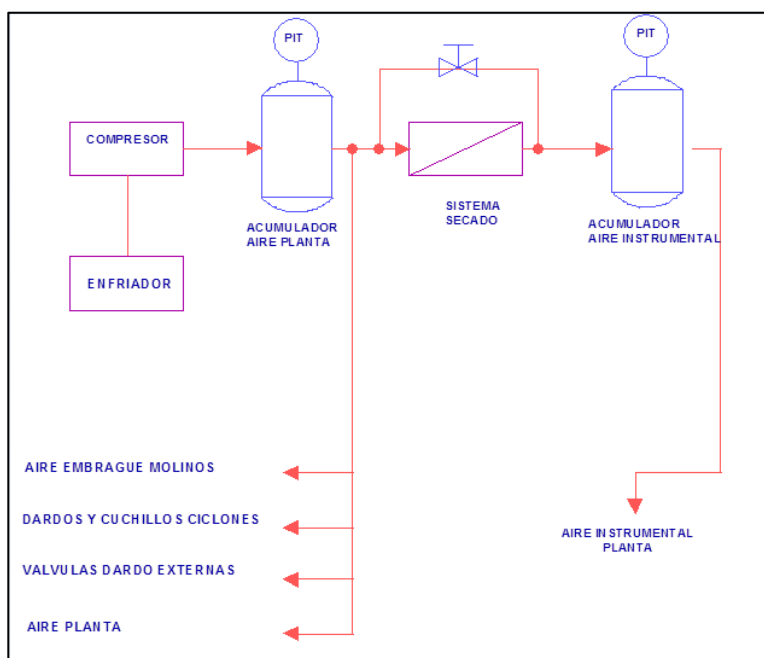 PIT
PIT
COMPRESOR
ACUMULADOR
AIRE PLANTA
SISTEMA
SECADO
ACUMULADOR
AIRE INSTRUMENTAL
ENFRIADOR
AIRE EMBRAGUE MOLINOS
DARDOS Y CUCHILLOS CICLONES
VALVULAS DARDO EXTERNAS
AIRE PLANTA
AIRE INSTRUMENTAL
PLANTA